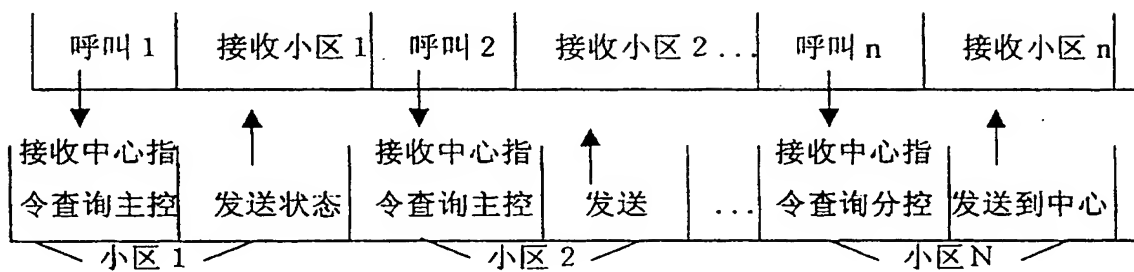 呼叫 1 接收小区 1 呼叫 2 接收小区 2 ... 呼叫 n 接收小区 n
接收中心指 接收中心指 接收中心指
令查询主控 发送状态 令查询主控 发送 ... 令查询分控 发送到中心
小区 1 小区 2 小区 N